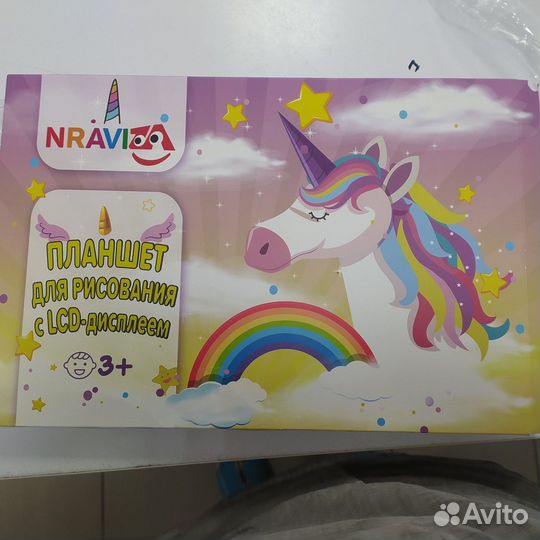 NRAVIZA
ПЛАНШЕТ
ДЛЯ РИСОВАНИЯ
с LCD-дисплеем
3+
Avito